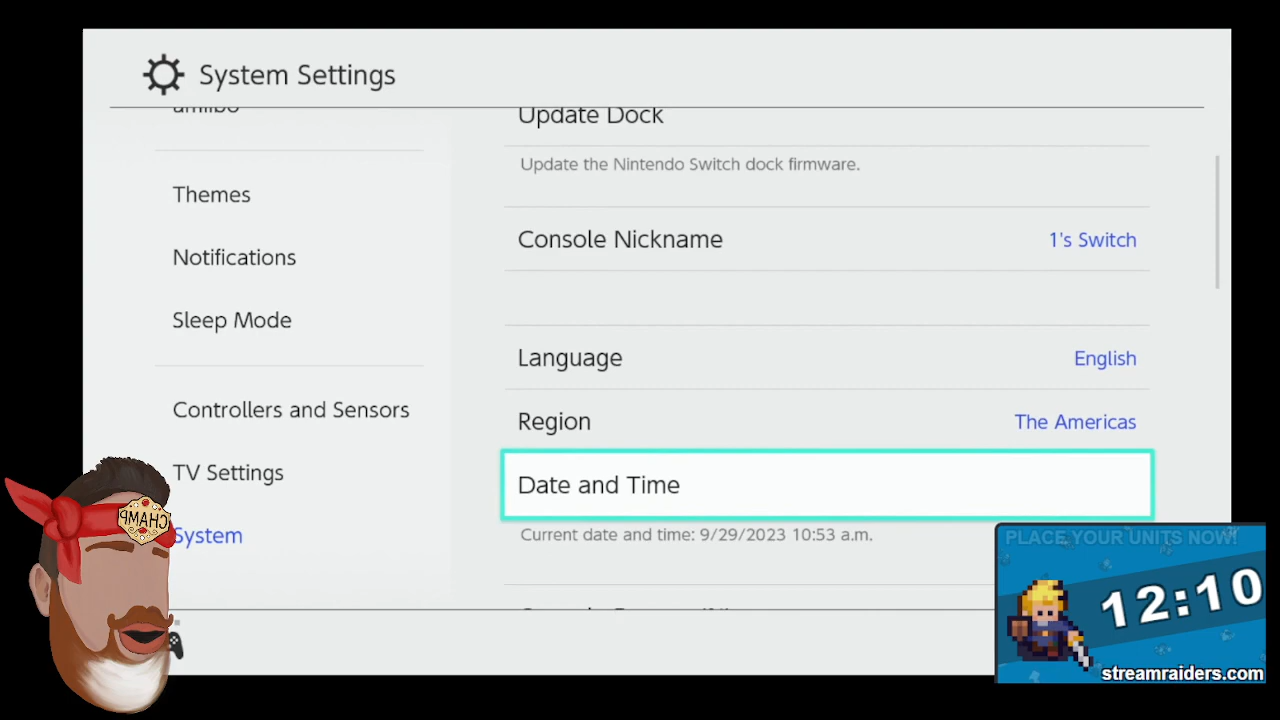 System Settings
amiibo
Themes
Notifications
Sleep Mode
Controllers and Sensors
TV Settings
System
Update Dock
Update the Nintendo Switch dock firmware.
Console Nickname 1's Switch
Language English
Region The Americas
Date and Time
Current date and time: 9/29/2023 10:53 a.m.
CHAMP
PLACE YOUR UNITS NOW!
12:10
streamraiders.com